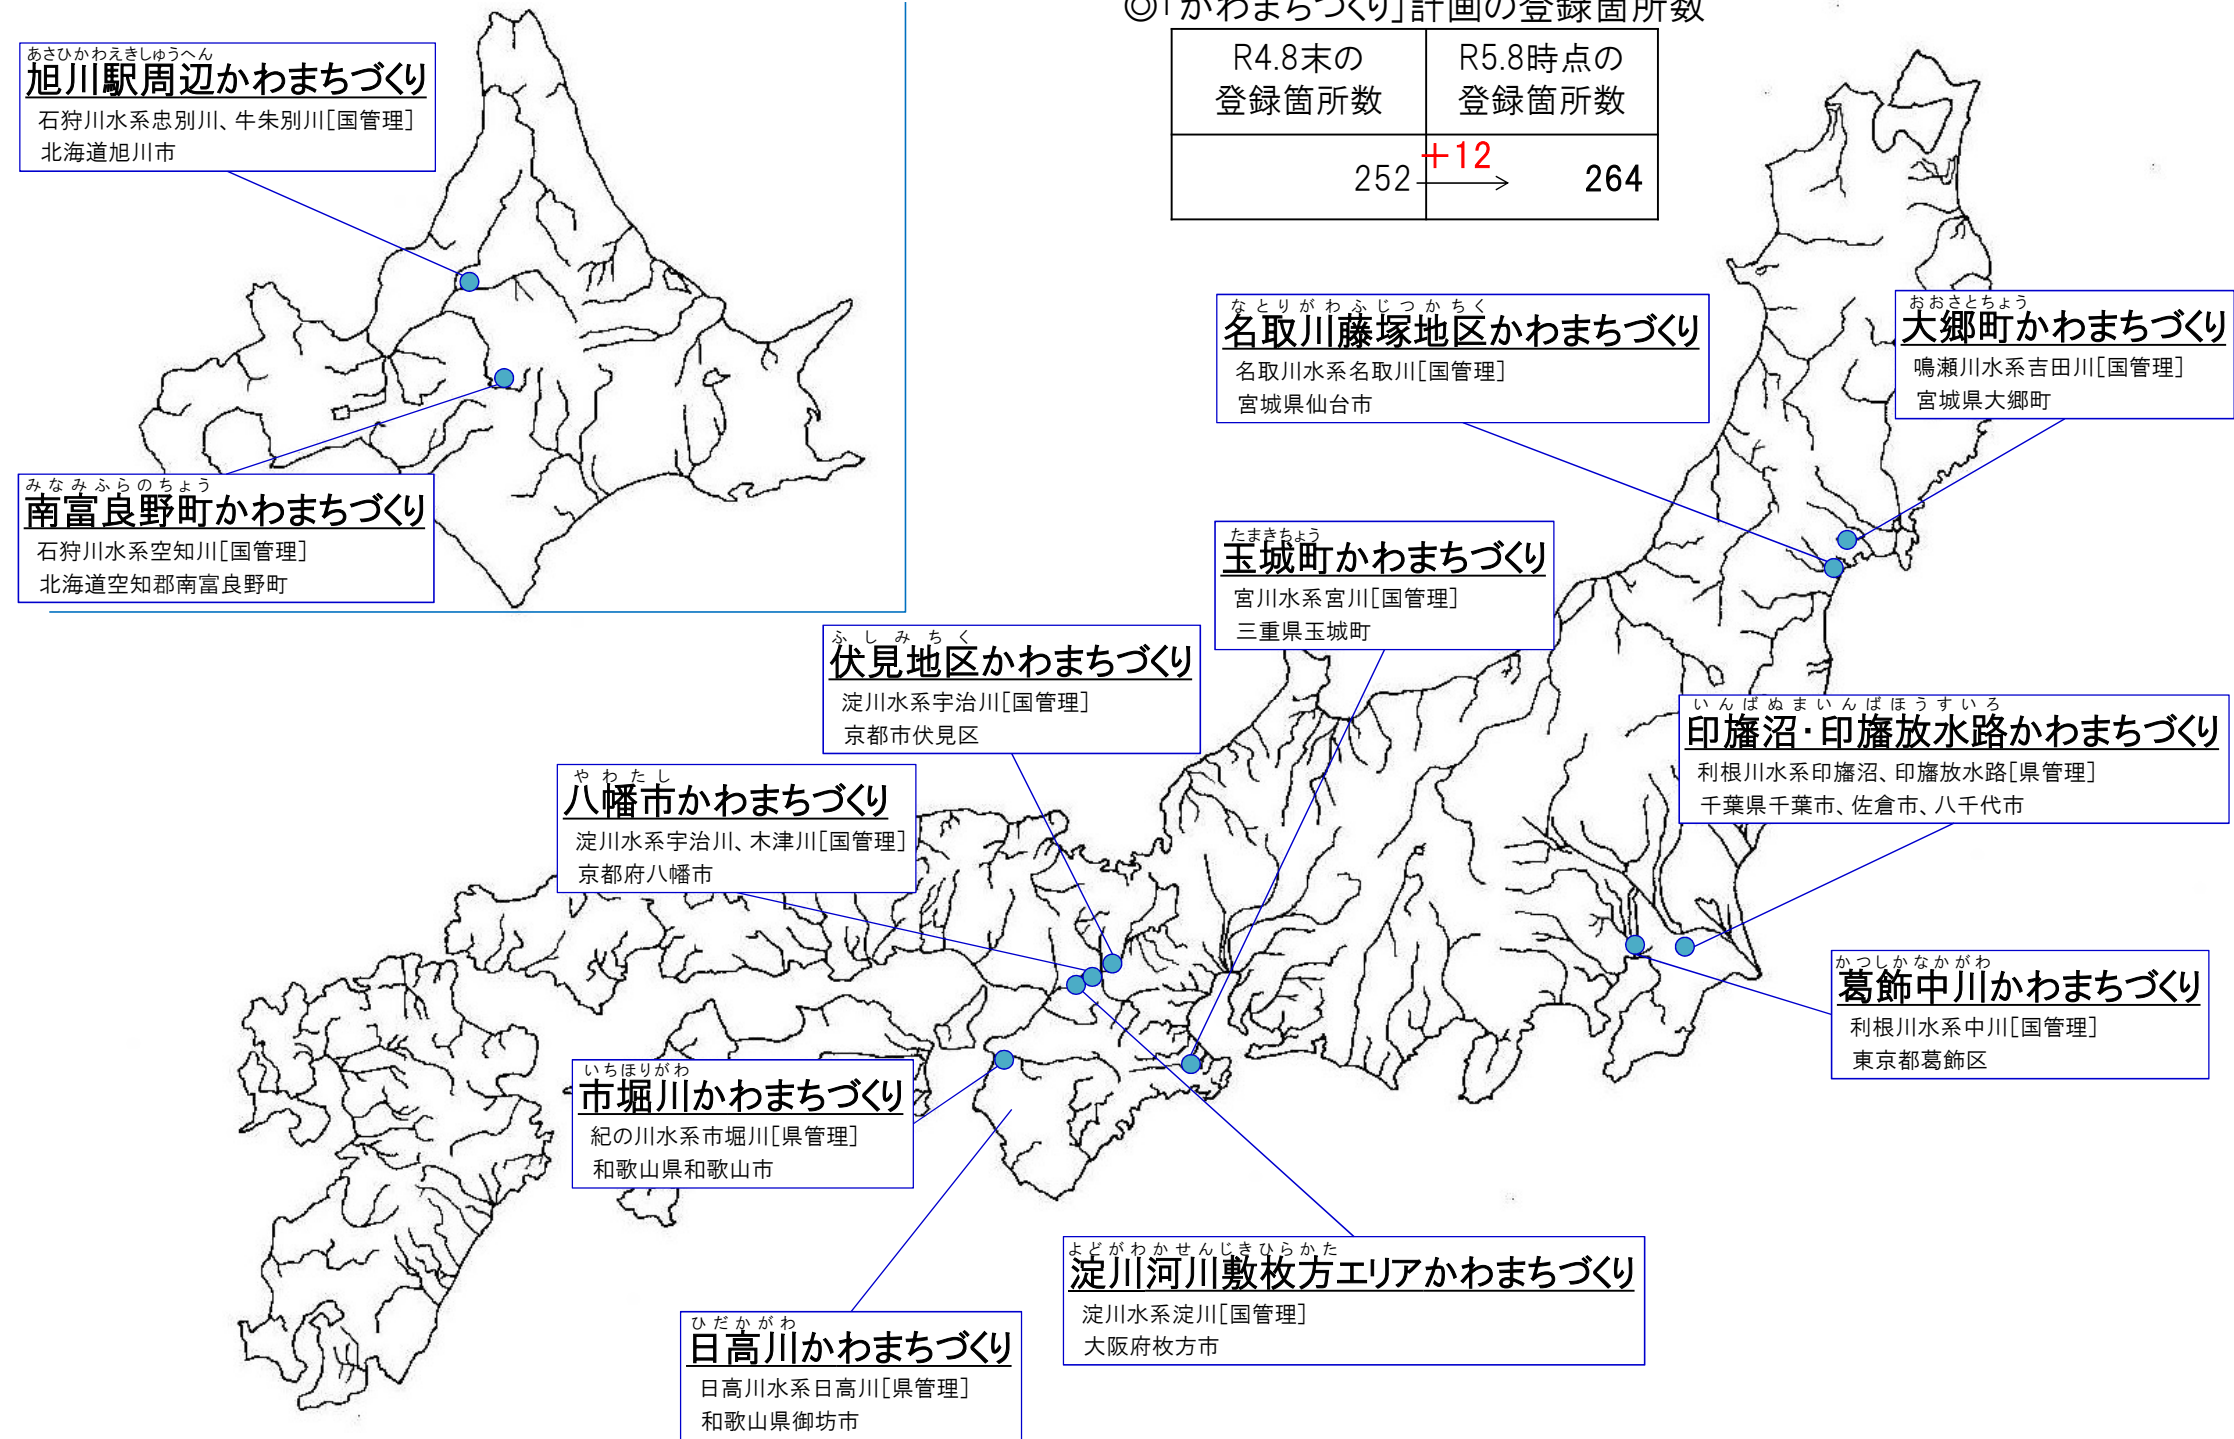 ◎「かわまちづくり」計画の登録箇所数
R4.8末の
登録箇所数
R5.8時点の
登録箇所数
252
+12
264
あさひかわえきしゅうへん
旭川駅周辺かわまちづくり
石狩川水系忠別川、牛朱別川[国管理]
北海道旭川市
みなみふらのちょう
南富良野町かわまちづくり
石狩川水系空知川[国管理]
北海道空知郡南富良野町
なとりがわふじつかちく
名取川藤塚地区かわまちづくり
名取川水系名取川[国管理]
宮城県仙台市
おおさとちょう
大郷町かわまちづくり
鳴瀬川水系吉田川[国管理]
宮城県大郷町
たまきちょう
玉城町かわまちづくり
宮川水系宮川[国管理]
三重県玉城町
ふしみちく
伏見地区かわまちづくり
淀川水系宇治川[国管理]
京都市伏見区
いんばぬまいんばほうすいろ
印旛沼・印旛放水路かわまちづくり
利根川水系印旛沼、印旛放水路[県管理]
千葉県千葉市、佐倉市、八千代市
やわたし
八幡市かわまちづくり
淀川水系宇治川、木津川[国管理]
京都府八幡市
かつしかなかがわ
葛飾中川かわまちづくり
利根川水系中川[国管理]
東京都葛飾区
いちほりがわ
市堀川かわまちづくり
紀の川水系市堀川[県管理]
和歌山県和歌山市
よどがわかせんじきひらかた
淀川河川敷枚方エリアかわまちづくり
淀川水系淀川[国管理]
大阪府枚方市
ひだかがわ
日高川かわまちづくり
日高川水系日高川[県管理]
和歌山県御坊市